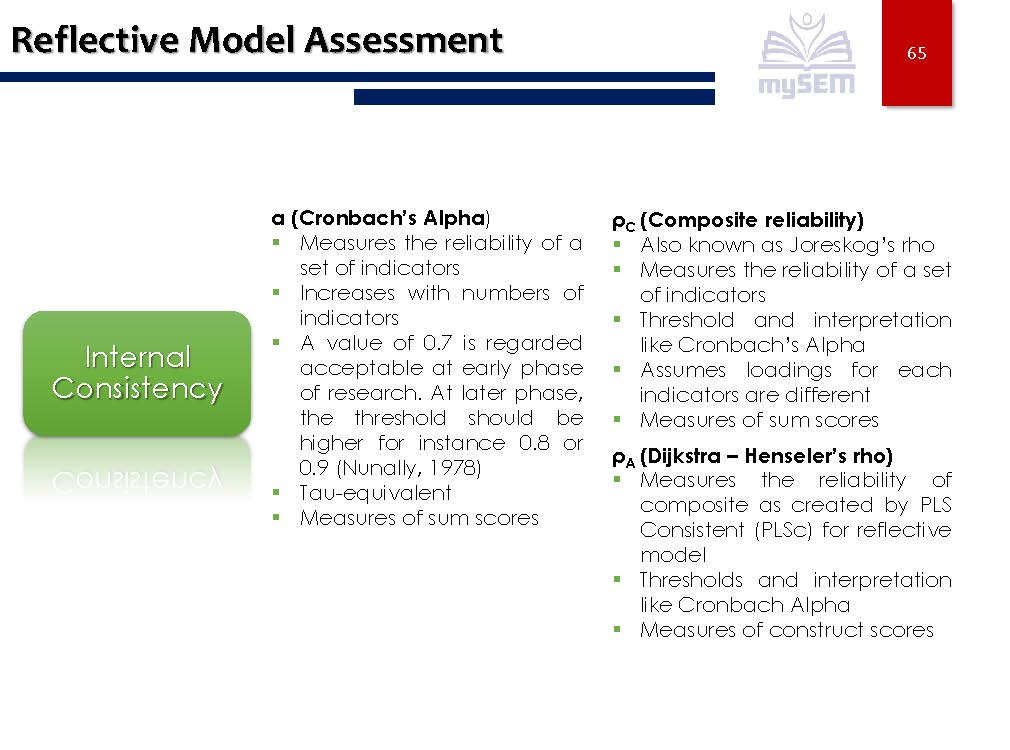 Reflective Model Assessment
mySEM
65
Internal
Consistency
α (Cronbach’s Alpha)
▪ Measures the reliability of a
set of indicators
▪ Increases with numbers of
indicators
▪ A value of 0.7 is regarded
acceptable at early phase
of research. At later phase,
the threshold should be
higher for instance 0.8 or
0.9 (Nunally, 1978)
▪ Tau-equivalent
▪ Measures of sum scores
ρC (Composite reliability)
▪ Also known as Joreskog’s rho
▪ Measures the reliability of a set
of indicators
▪ Threshold and interpretation
like Cronbach’s Alpha
▪ Assumes loadings for each
indicators are different
▪ Measures of sum scores
ρA (Dijkstra – Henseler’s rho)
▪ Measures the reliability of
composite as created by PLS
Consistent (PLSc) for reflective
model
▪ Thresholds and interpretation
like Cronbach Alpha
▪ Measures of construct scores